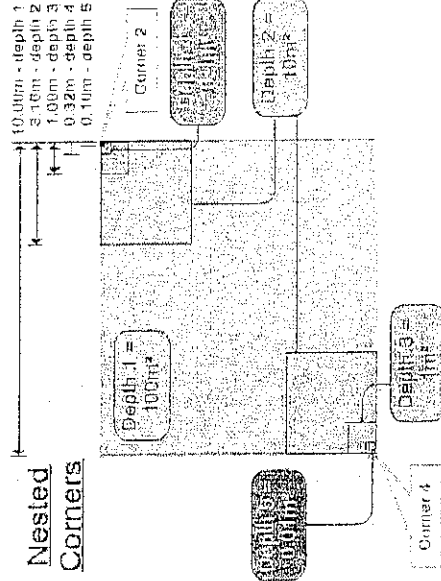 Nested
Corners
10.00m - depth 1
3.16m - depth 2
1.00m - depth 3
0.32m - depth 4
0.10m - depth 5
Corner 2
Depth 1 =
100m²
Depth 2 =
10m²
Depth 3 =
1m²
Corner 4